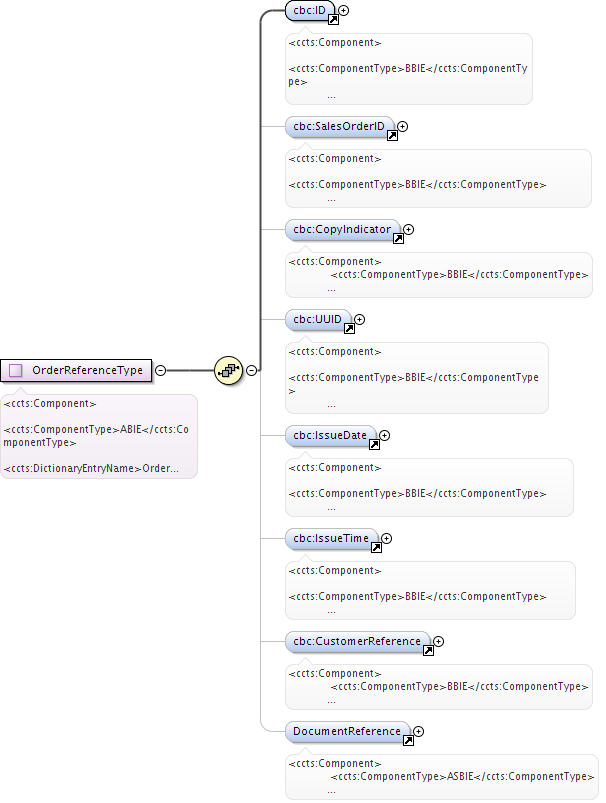 cbc:ID
<ccts:Component>
<ccts:ComponentType>BBIE</ccts:ComponentTy
pe>
...
cbc:SalesOrderID
<ccts:Component>
<ccts:ComponentType>BBIE</ccts:ComponentType>
...
cbc:CopyIndicator
<ccts:Component>
<ccts:ComponentType>BBIE</ccts:ComponentType>
...
cbc:UUID
<ccts:Component>
<ccts:ComponentType>BBIE</ccts:ComponentType
>
...
OrderReferenceType
<ccts:Component>
<ccts:ComponentType>ABIE</ccts:Co
mponentType>
<ccts:DictionaryEntryName>Order...
cbc:IssueDate
<ccts:Component>
<ccts:ComponentType>BBIE</ccts:ComponentType>
...
cbc:IssueTime
<ccts:Component>
<ccts:ComponentType>BBIE</ccts:ComponentType>
...
cbc:CustomerReference
<ccts:Component>
<ccts:ComponentType>BBIE</ccts:ComponentType>
...
DocumentReference
<ccts:Component>
<ccts:ComponentType>ASBIE</ccts:ComponentType>
...